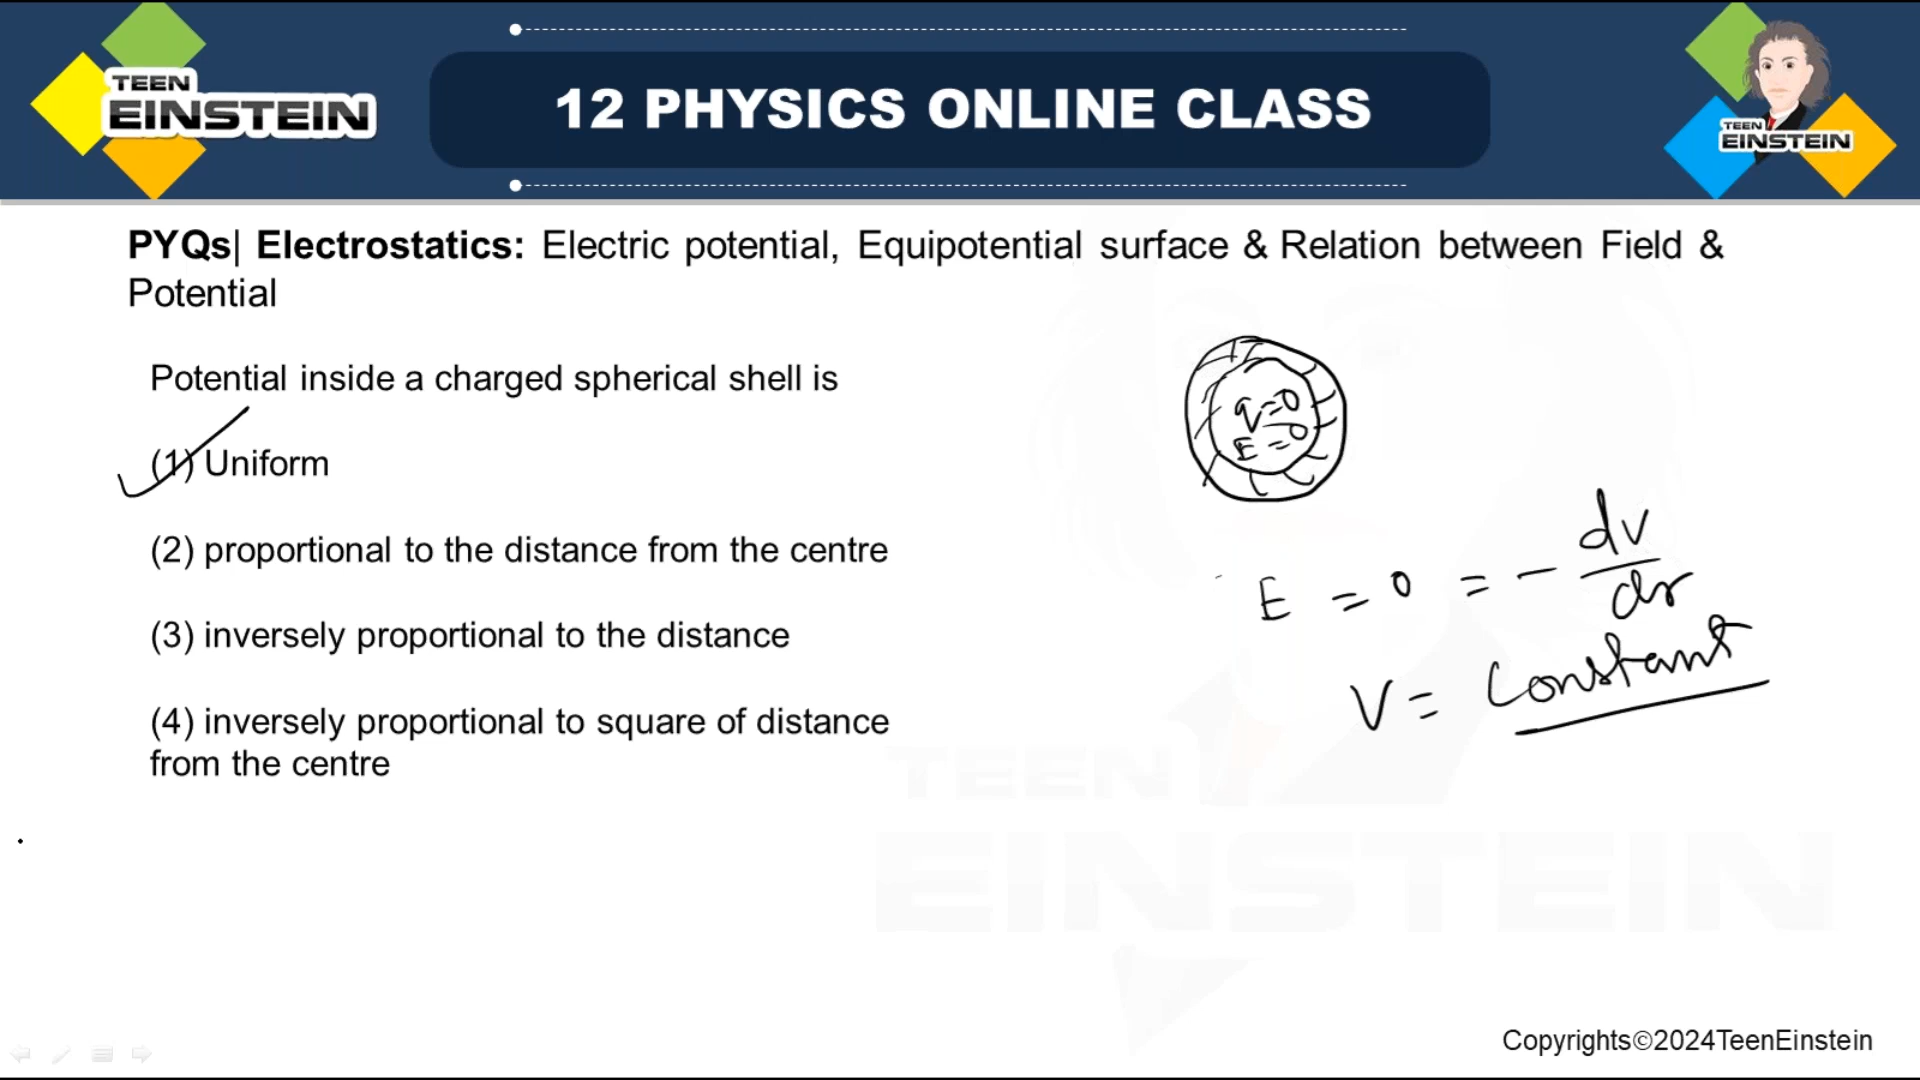 TEEN
EINSTEIN
12 PHYSICS ONLINE CLASS
TEEN
EINSTEIN
PYQs| Electrostatics: Electric potential, Equipotential surface & Relation between Field &
Potential
Potential inside a charged spherical shell is
(1) Uniform
(2) proportional to the distance from the centre
(3) inversely proportional to the distance
(4) inversely proportional to square of distance
from the centre
q=0
E=0
E = 0 = - dv/dr
V = Constant
TEEN
EINSTEIN
Copyrights©2024TeenEinstein